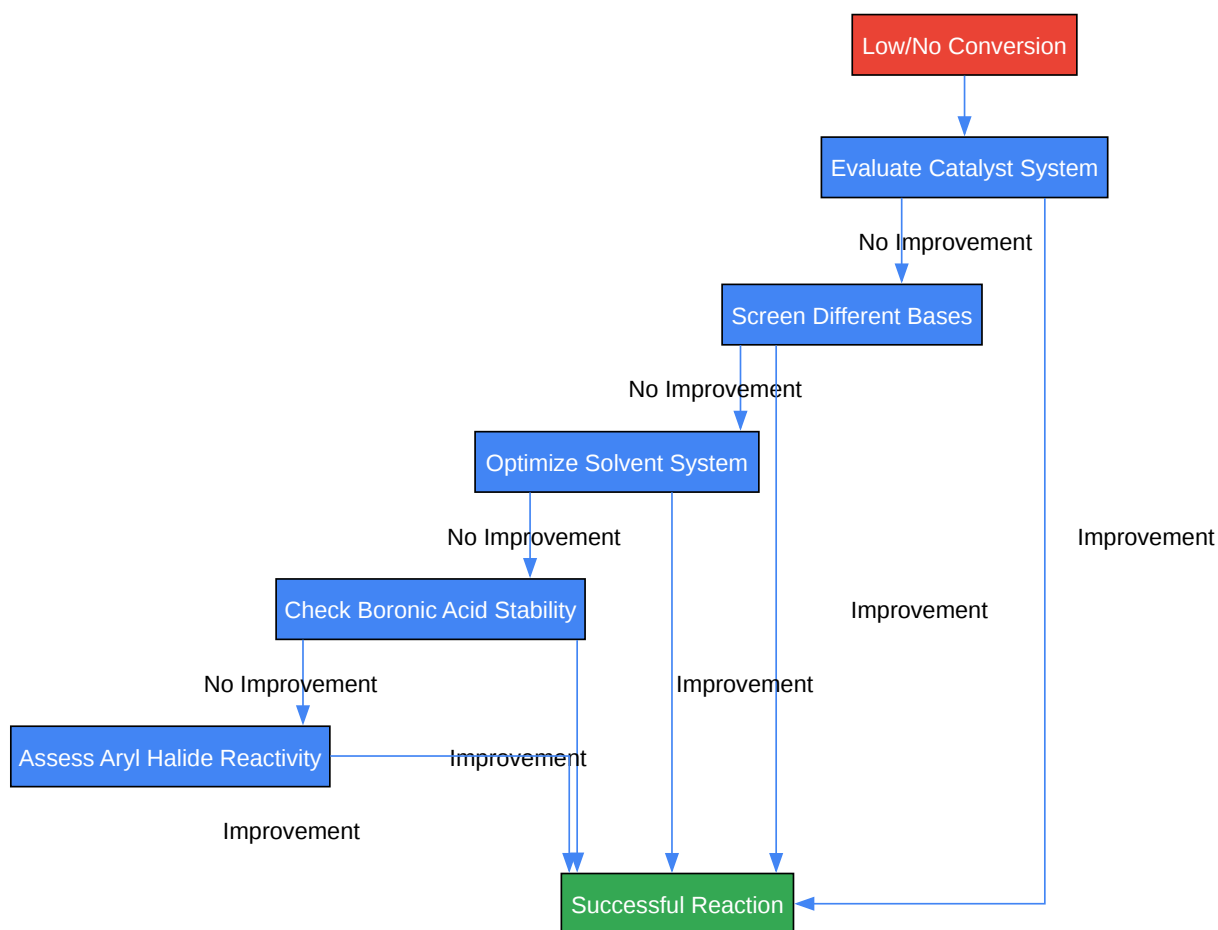 Low/No Conversion
Evaluate Catalyst System
No Improvement
Screen Different Bases
No Improvement
Optimize Solvent System
No Improvement
Improvement
Check Boronic Acid Stability
Improvement
No Improvement
Improvement
Assess Aryl Halide Reactivity
Improvement
Improvement
Successful Reaction